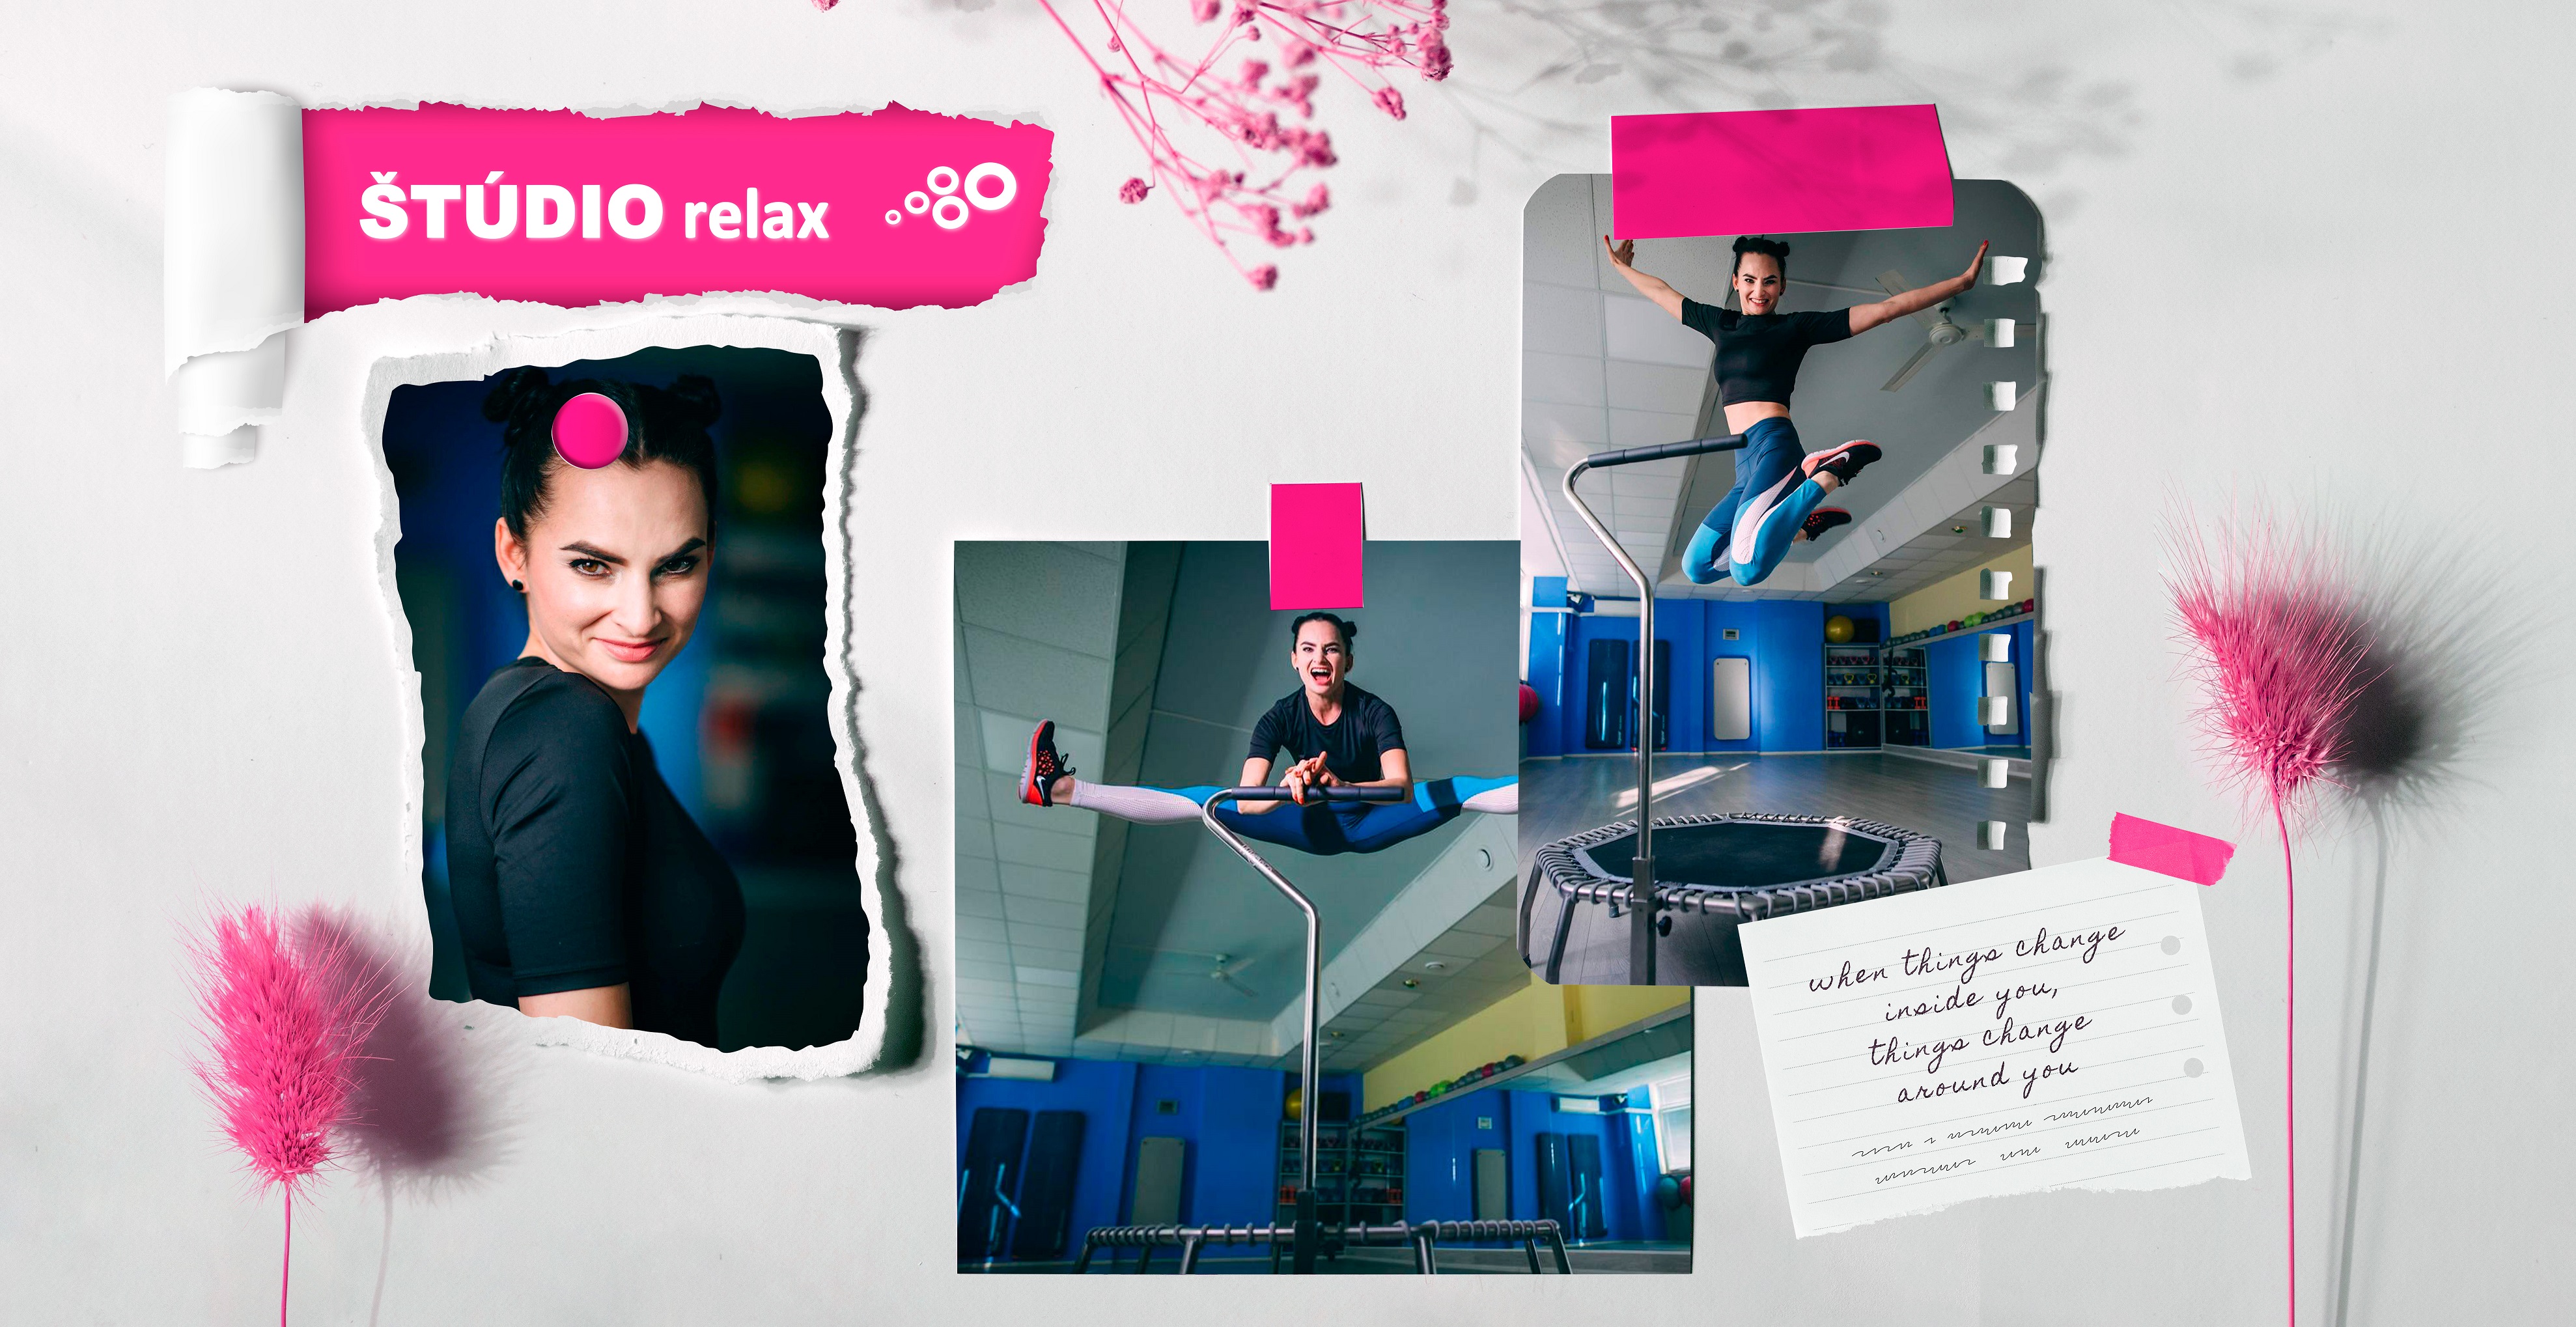 ŠTÚDIO relax
when things change
inside you,
things change
around you